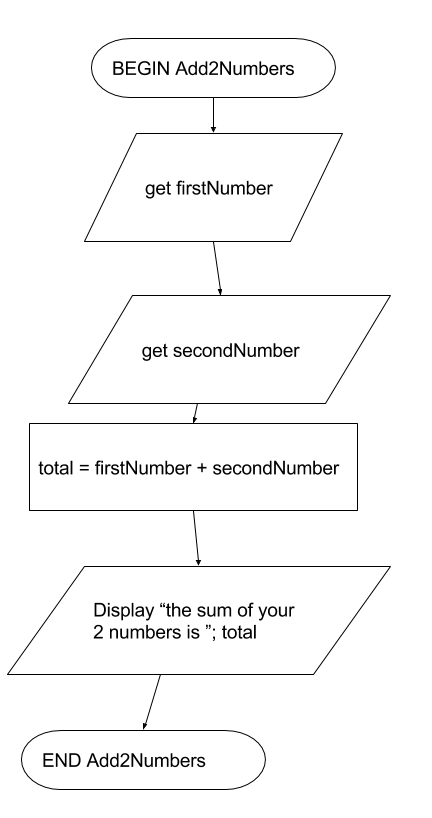 BEGIN Add2Numbers
get firstNumber
get secondNumber
total = firstNumber + secondNumber
Display “the sum of your
2 numbers is ”; total
END Add2Numbers